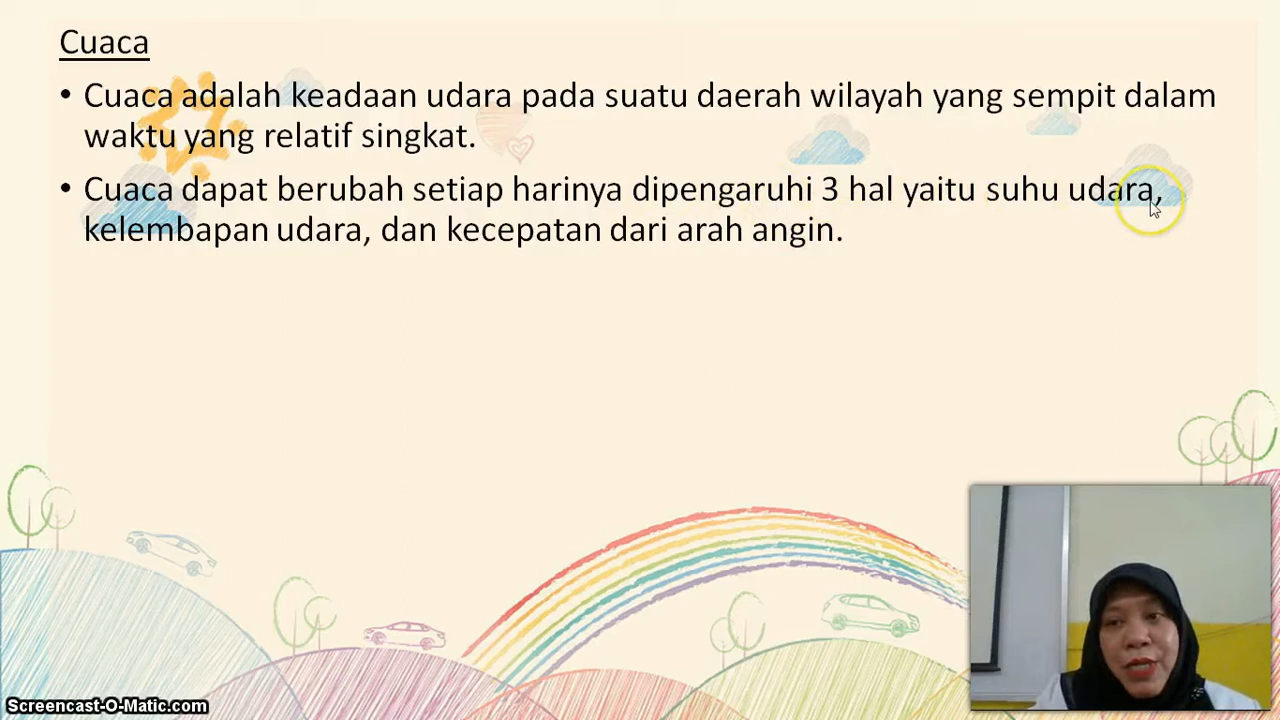 Cuaca
• Cuaca adalah keadaan udara pada suatu daerah wilayah yang sempit dalam
waktu yang relatif singkat.
• Cuaca dapat berubah setiap harinya dipengaruhi 3 hal yaitu suhu udara,
kelembapan udara, dan kecepatan dari arah angin.
Screencast-O-Matic.com